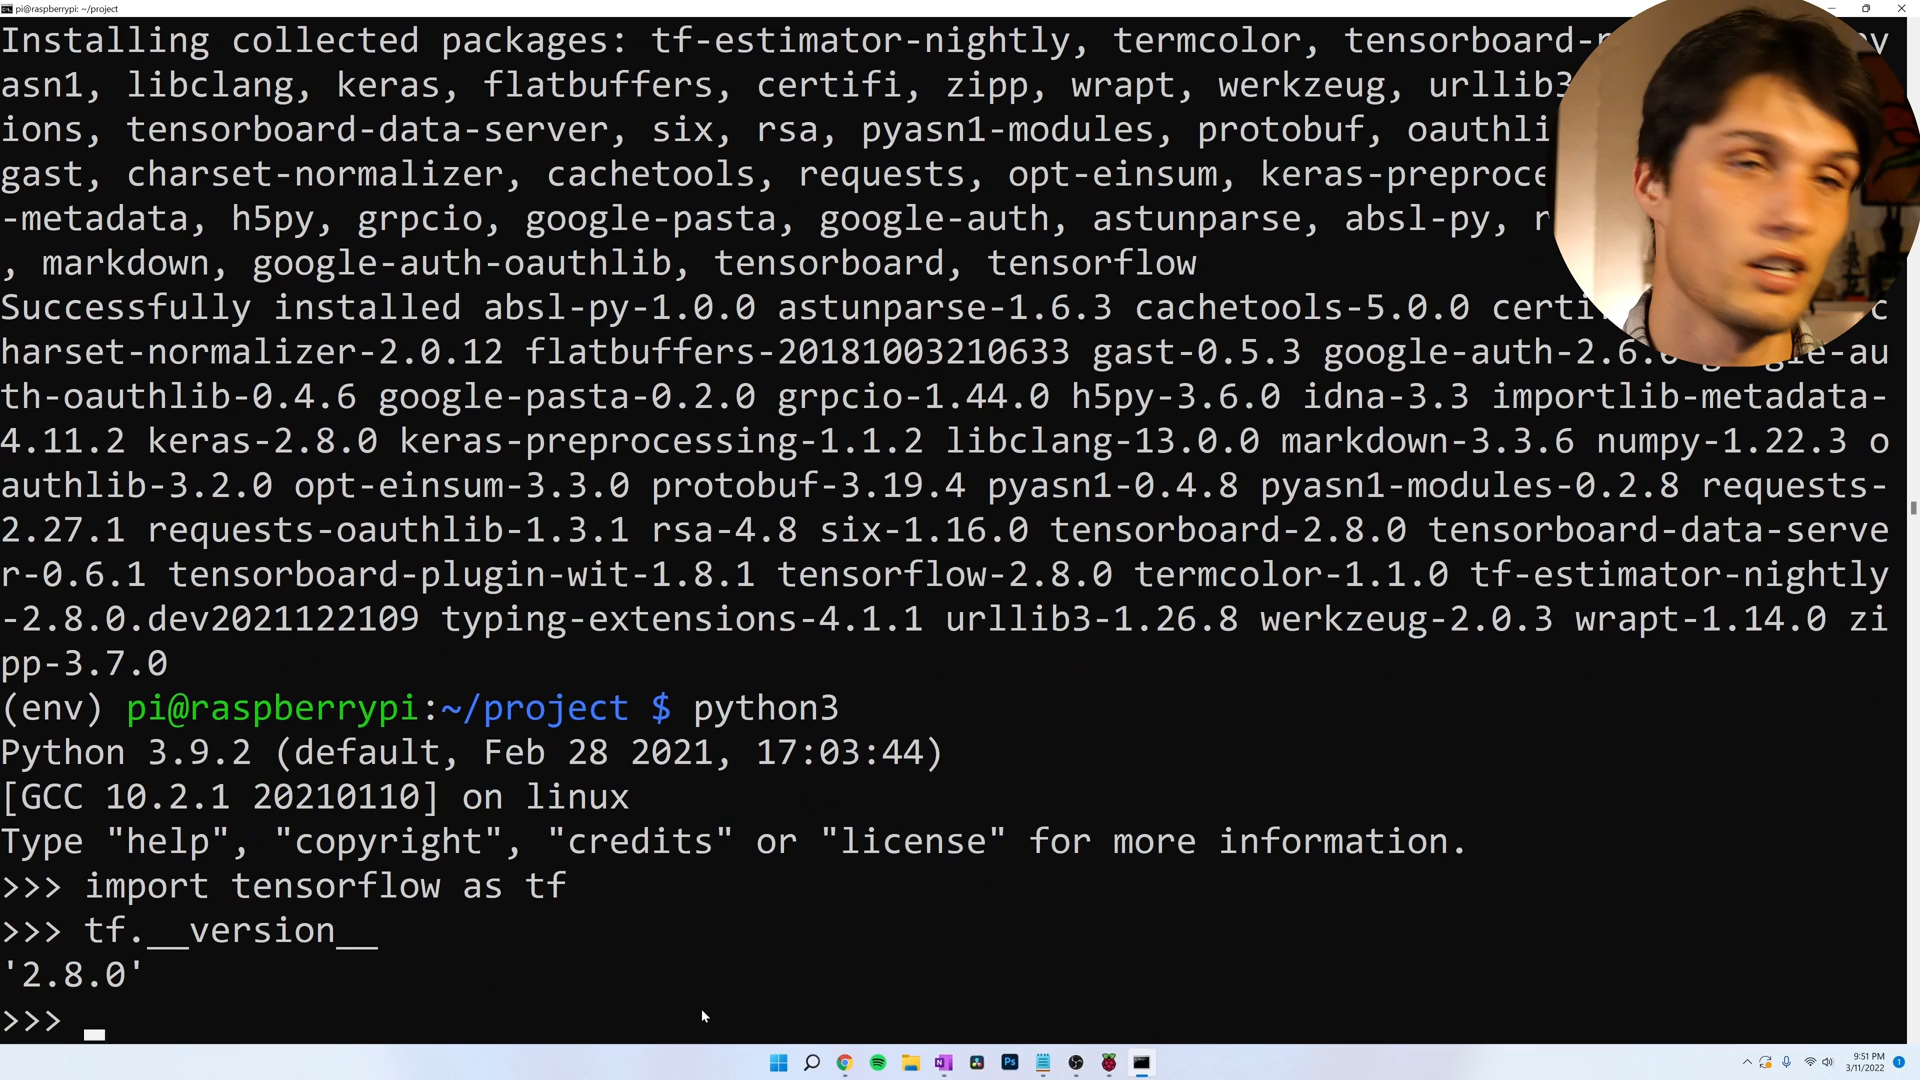 pi@raspberrypi: ~/project
Installing collected packages: tf-estimator-nightly, termcolor,
asn1, libclang, keras, flatbuffers, certifi, zipp, wrapt, werkzeug, urllib3
ions, tensorboard-data-server, six, rsa, pyasn1-modules, protobuf,
gast, charset-normalizer, cachetools, requests, opt-einsum,
-metadata, h5py, grpcio, google-pasta, google-auth, astunparse, absl-py,
, markdown, google-auth-oauthlib, tensorboard, tensorflow
Successfully installed absl-py-1.0.0 astunparse-1.6.3 cachetools-5.0.0 c
harset-normalizer-2.0.12 flatbuffers-20181003210633 gast-0.5.3 google-auth-2.6.0 google-au
th-oauthlib-0.4.6 google-pasta-0.2.0 grpcio-1.44.0 h5py-3.6.0 idna-3.3 importlib-metadata-
4.11.2 keras-2.8.0 keras-preprocessing-1.1.2 libclang-13.0.0 markdown-3.3.6 numpy-1.22.3 o
authlib-3.2.0 opt-einsum-3.3.0 protobuf-3.19.4 pyasn1-0.4.8 pyasn1-modules-0.2.8 requests-
2.27.1 requests-oauthlib-1.3.1 rsa-4.8 six-1.16.0 tensorboard-2.8.0 tensorboard-data-serve
r-0.6.1 tensorboard-plugin-wit-1.8.1 tensorflow-2.8.0 termcolor-1.1.0 tf-estimator-nightly
-2.8.0.dev2021122109 typing-extensions-4.1.1 urllib3-1.26.8 werkzeug-2.0.3 wrapt-1.14.0 zi
pp-3.7.0
(env) pi@raspberrypi:~/project $ python3
Python 3.9.2 (default, Feb 28 2021, 17:03:44)
[GCC 10.2.1 20210110] on linux
Type "help", "copyright", "credits" or "license" for more information.
>>> import tensorflow as tf
>>> tf.__version__
'2.8.0'
>>>
Ps
9:51 PM
3/11/2022
1